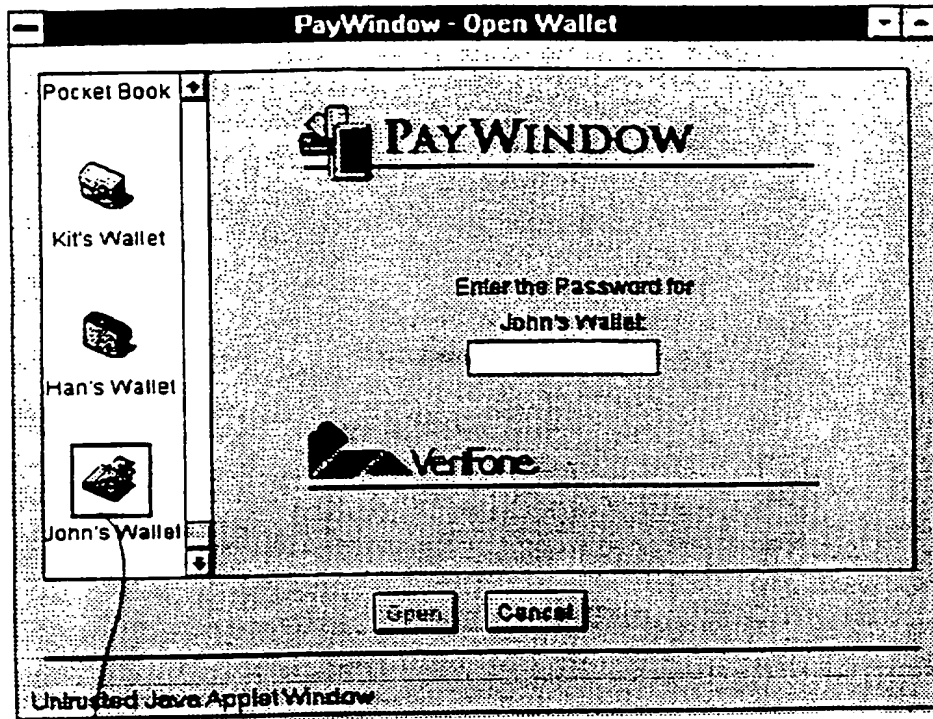 PayWindow - Open Wallet
Pocket Book
PAYWINDOW
Kit's Wallet
Enter the Password for
John's Wallet:
Han's Wallet
VeriFone
John's Wallet
Open
Cancel
Untrusted Java Applet Window